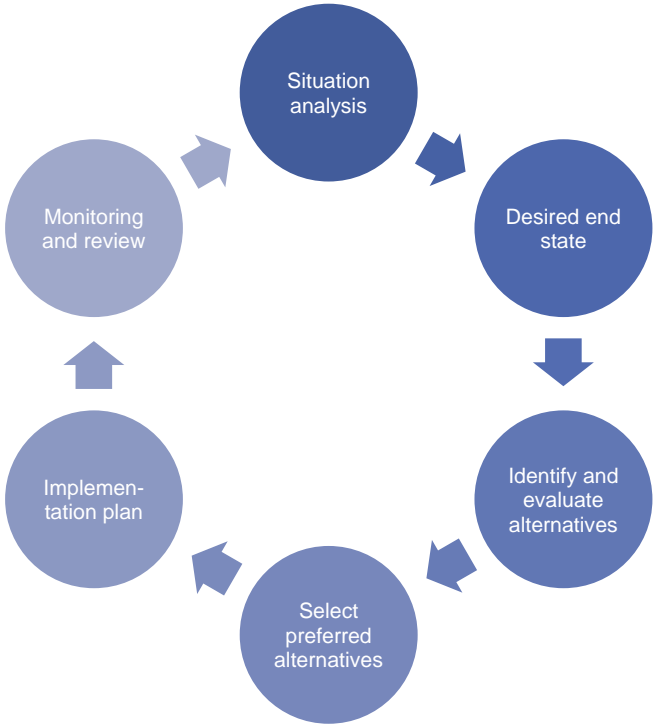 Situation
analysis
Desired end
state
Identify and
evaluate
alternatives
Select
preferred
alternatives
Implemen-
tation plan
Monitoring
and review